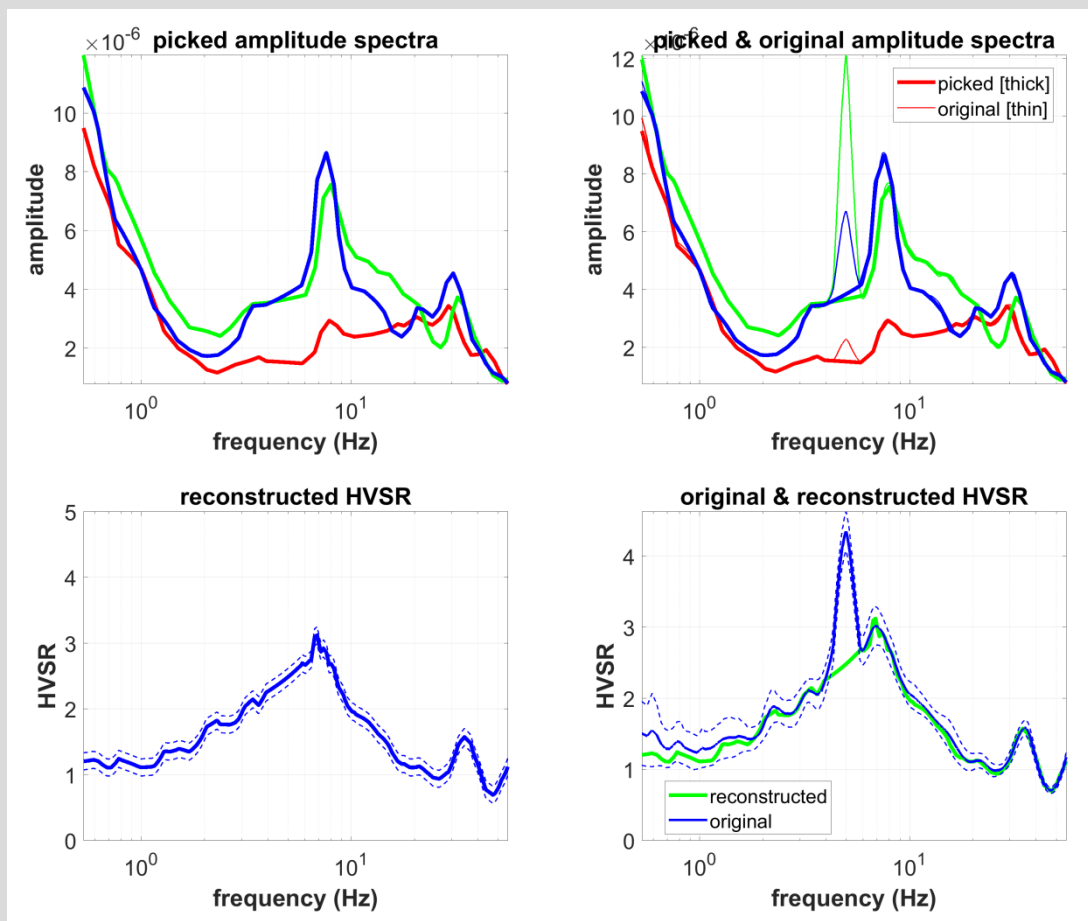 ×10^-6
picked amplitude spectra
10
8
6
4
2
amplitude
10^0
10^1
frequency (Hz)
picked & original amplitude spectra
12
10
8
6
4
2
amplitude
picked [thick]
original [thin]
10^0
10^1
frequency (Hz)
reconstructed HVSR
5
4
3
2
1
0
HVSR
10^0
10^1
frequency (Hz)
original & reconstructed HVSR
4
3
2
1
0
HVSR
reconstructed
original
10^0
10^1
frequency (Hz)